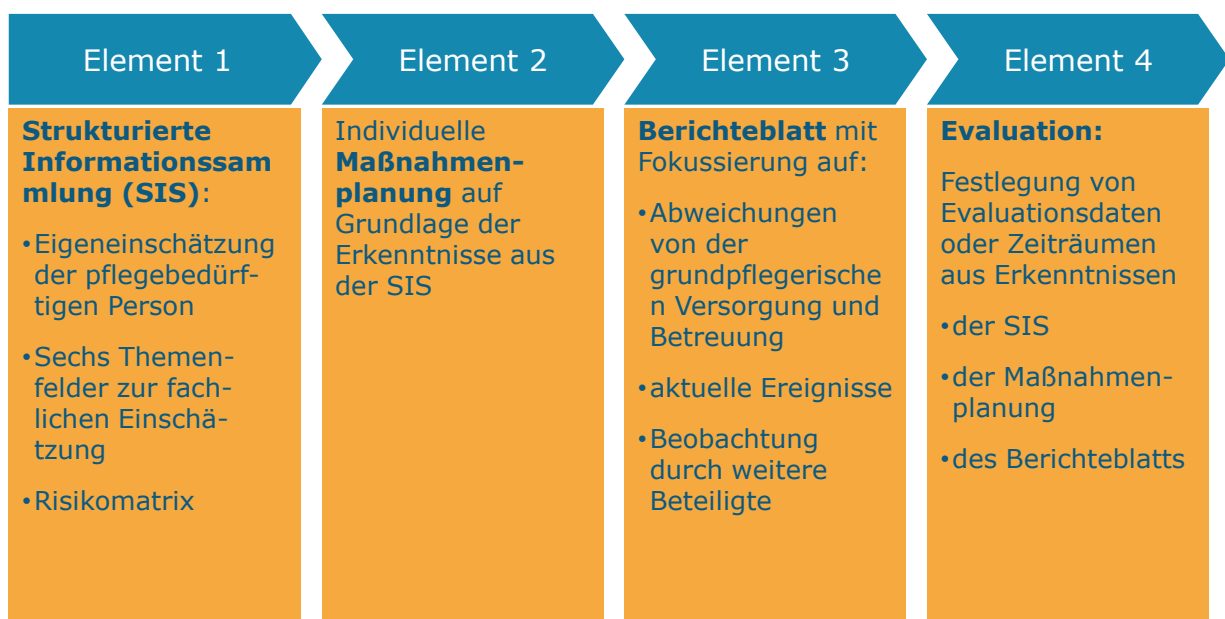 Element 1
Element 2
Element 3
Element 4
Strukturierte
Informationssam
mlung (SIS):
•Eigeneinschätzung
der pflegebedürf-
tigen Person
•Sechs Themen-
felder zur fach-
lichen Einschä-
tzung
•Risikomatrix
Individuelle
Maßnahmen-
planung auf
Grundlage der
Erkenntnisse aus
der SIS
Berichteblatt mit
Fokussierung auf:
•Abweichungen
von der
grundpflegerische
n Versorgung und
Betreuung
•aktuelle Ereignisse
•Beobachtung
durch weitere
Beteiligte
Evaluation:
Festlegung von
Evaluationsdaten
oder Zeiträumen
aus Erkenntnissen
•der SIS
•der Maßnahmen-
planung
•des Berichteblatts